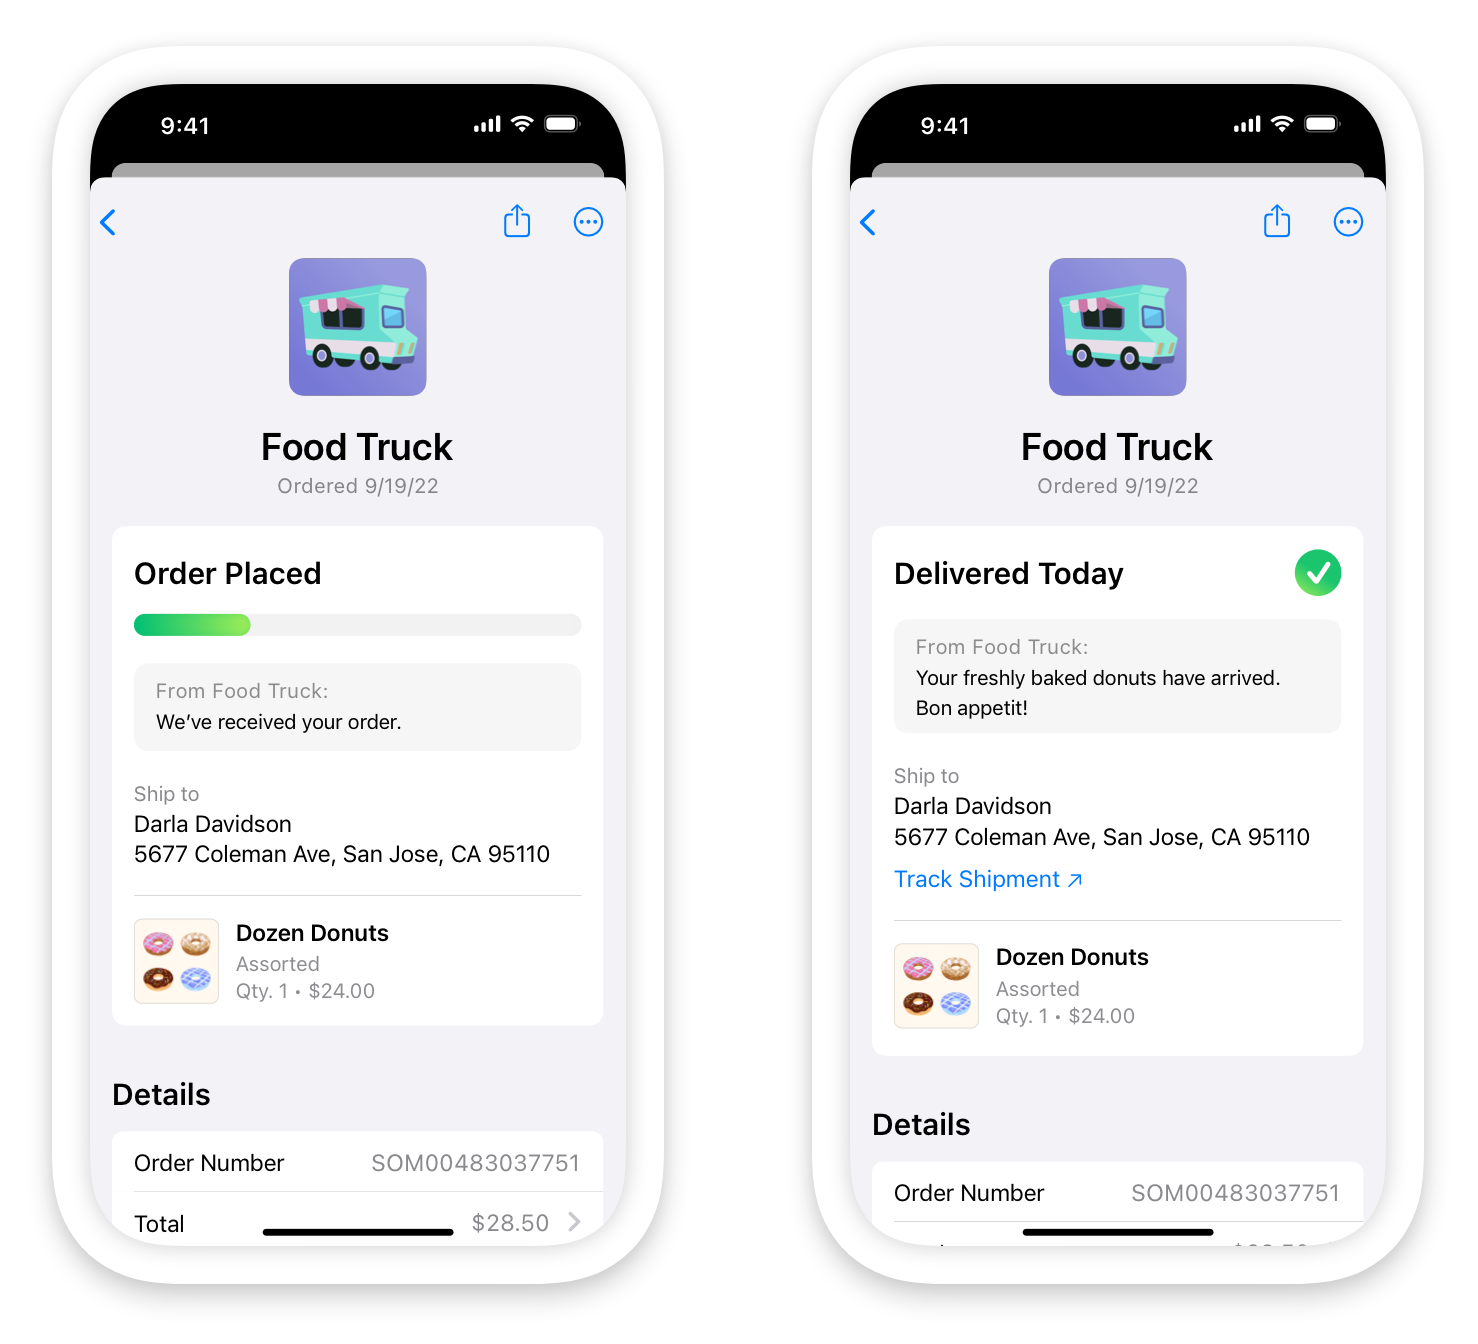 9:41
Food Truck
Ordered 9/19/22
Order Placed
From Food Truck:
We’ve received your order.
Ship to
Darla Davidson
5677 Coleman Ave, San Jose, CA 95110
Dozen Donuts
Assorted
Qty. 1 • $24.00
Details
Order Number SOM00483037751
Total $28.50
9:41
Food Truck
Ordered 9/19/22
Delivered Today
From Food Truck:
Your freshly baked donuts have arrived.
Bon appetit!
Ship to
Darla Davidson
5677 Coleman Ave, San Jose, CA 95110
Track Shipment ↗
Dozen Donuts
Assorted
Qty. 1 • $24.00
Details
Order Number SOM00483037751